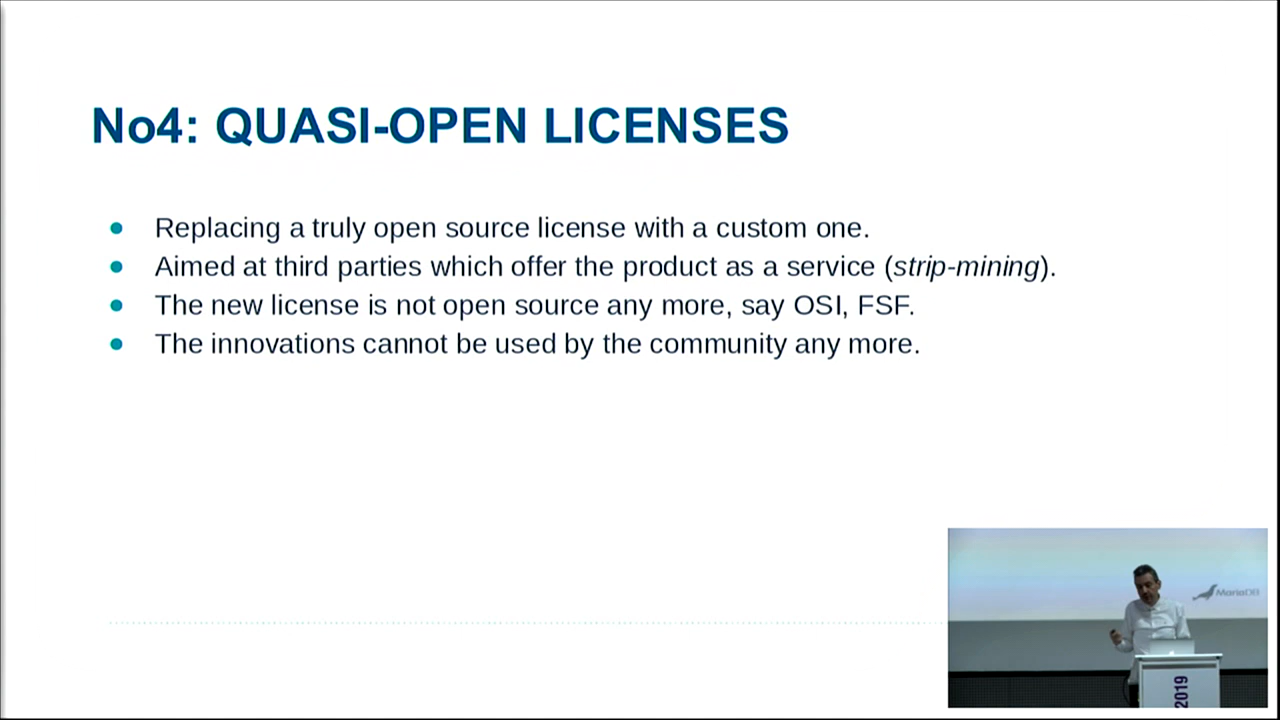 No4: QUASI-OPEN LICENSES
● Replacing a truly open source license with a custom one.
● Aimed at third parties which offer the product as a service (strip-mining).
● The new license is not open source any more, say OSI, FSF.
● The innovations cannot be used by the community any more.
MariaDB
2019